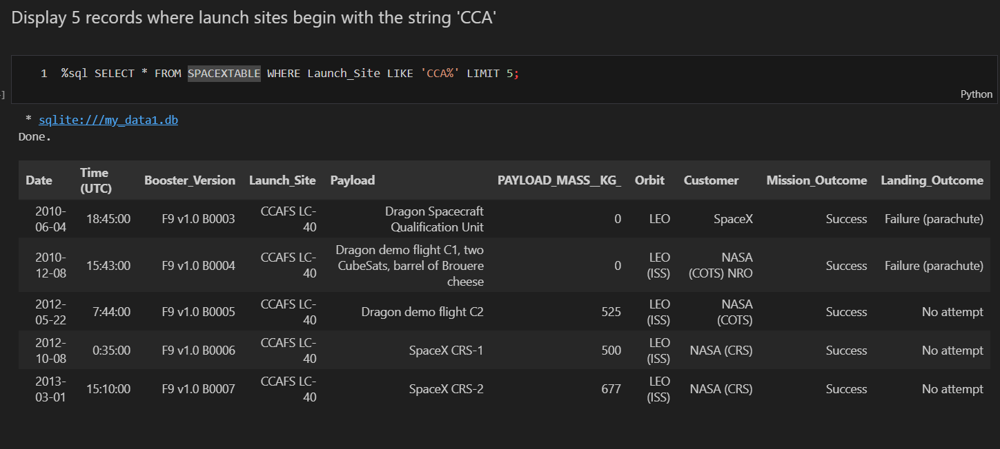 Display 5 records where launch sites begin with the string 'CCA'
1 %sql SELECT * FROM SPACEXTABLE WHERE Launch_Site LIKE 'CCA%' LIMIT 5;
]
Python
* sqlite:///my_data1.db
Done.
Date Time (UTC) Booster_Version Launch_Site Payload PAYLOAD_MASS__KG_ Orbit Customer Mission_Outcome Landing_Outcome
2010-06-04 18:45:00 F9 v1.0 B0003 CCAFS LC-40 Dragon Spacecraft Qualification Unit 0 LEO SpaceX Success Failure (parachute)
2010-12-08 15:43:00 F9 v1.0 B0004 CCAFS LC-40 Dragon demo flight C1, two CubeSats, barrel of Brouere cheese 0 LEO (ISS) NASA (COTS) NRO Success Failure (parachute)
2012-05-22 7:44:00 F9 v1.0 B0005 CCAFS LC-40 Dragon demo flight C2 525 LEO (ISS) NASA (COTS) Success No attempt
2012-10-08 0:35:00 F9 v1.0 B0006 CCAFS LC-40 SpaceX CRS-1 500 LEO (ISS) NASA (CRS) Success No attempt
2013-03-01 15:10:00 F9 v1.0 B0007 CCAFS LC-40 SpaceX CRS-2 677 LEO (ISS) NASA (CRS) Success No attempt